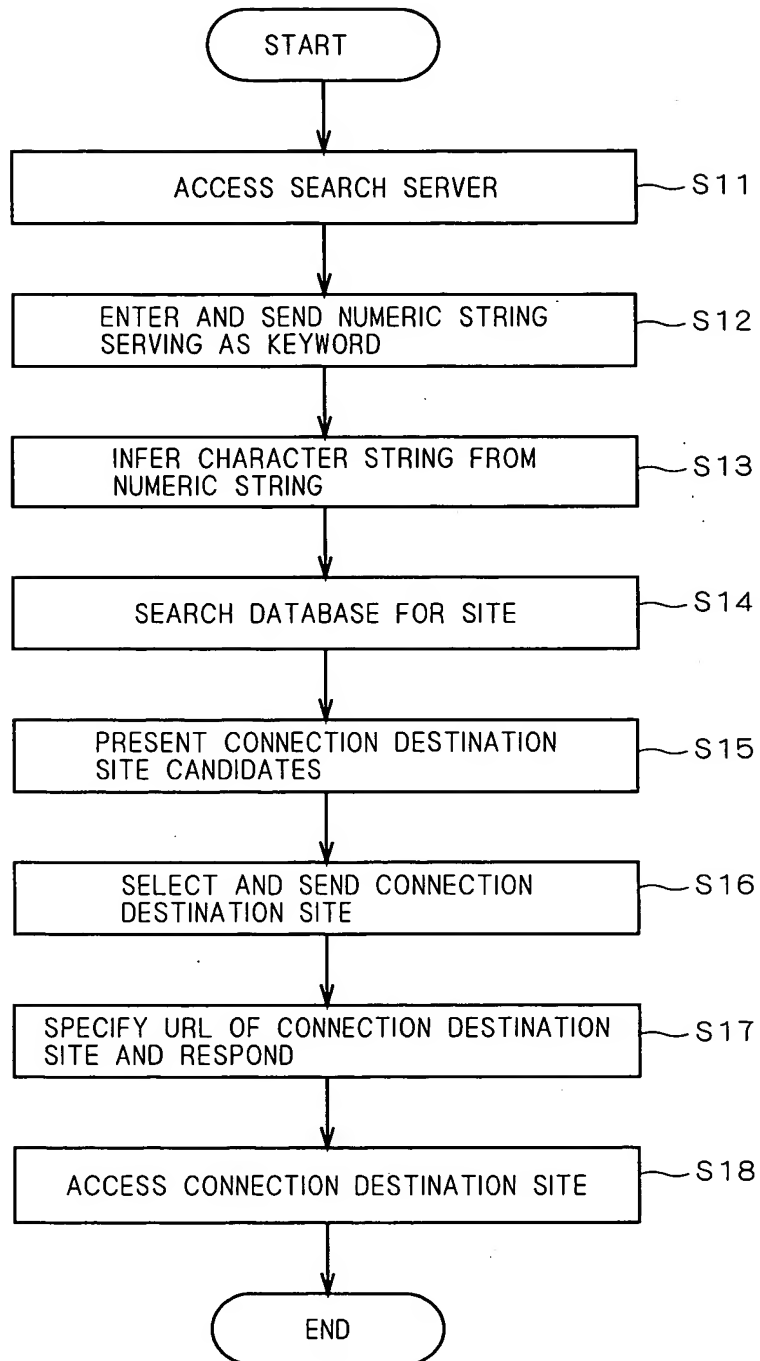 START
ACCESS SEARCH SERVER
S11
ENTER AND SEND NUMERIC STRING
SERVING AS KEYWORD
S12
INFER CHARACTER STRING FROM
NUMERIC STRING
S13
SEARCH DATABASE FOR SITE
S14
PRESENT CONNECTION DESTINATION
SITE CANDIDATES
S15
SELECT AND SEND CONNECTION
DESTINATION SITE
S16
SPECIFY URL OF CONNECTION DESTINATION
SITE AND RESPOND
S17
ACCESS CONNECTION DESTINATION SITE
S18
END